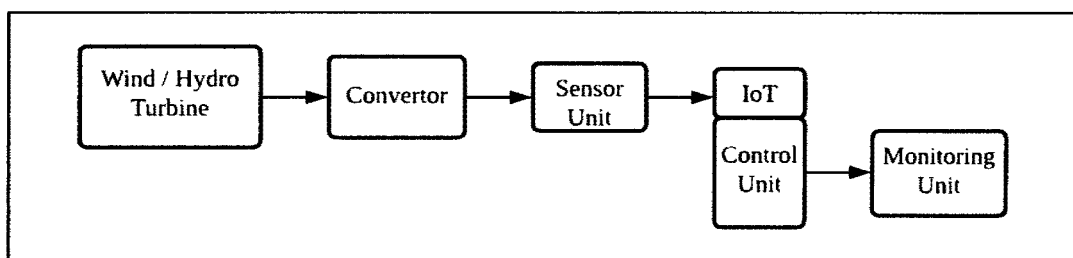 Wind / Hydro
Turbine
Convertor
Sensor
Unit
IoT
Control
Unit
Monitoring
Unit